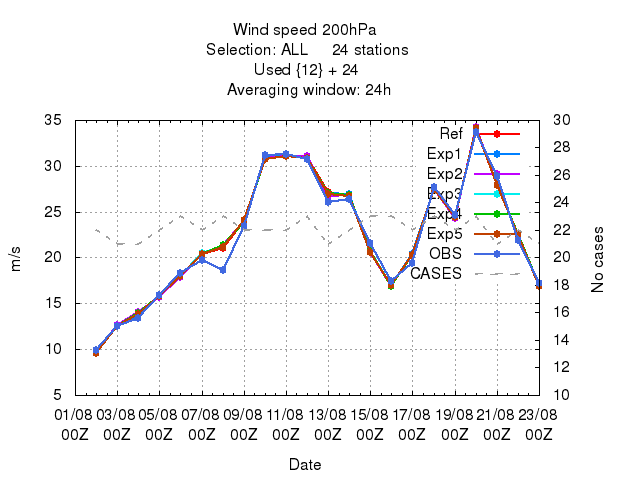 Wind speed 200hPa
Selection: ALL 24 stations
Used {12} + 24
Averaging window: 24h
35 30
30 28
25 26
20 24
15 22
10 20
5 18
16
14
12
10
m/s
No cases
Ref
Exp1
Exp2
Exp3
Exp4
Exp5
OBS
CASES
01/08 03/08 05/08 07/08 09/08 11/08 13/08 15/08 17/08 19/08 21/08 23/08
00Z 00Z 00Z 00Z 00Z 00Z 00Z 00Z 00Z 00Z 00Z 00Z
Date